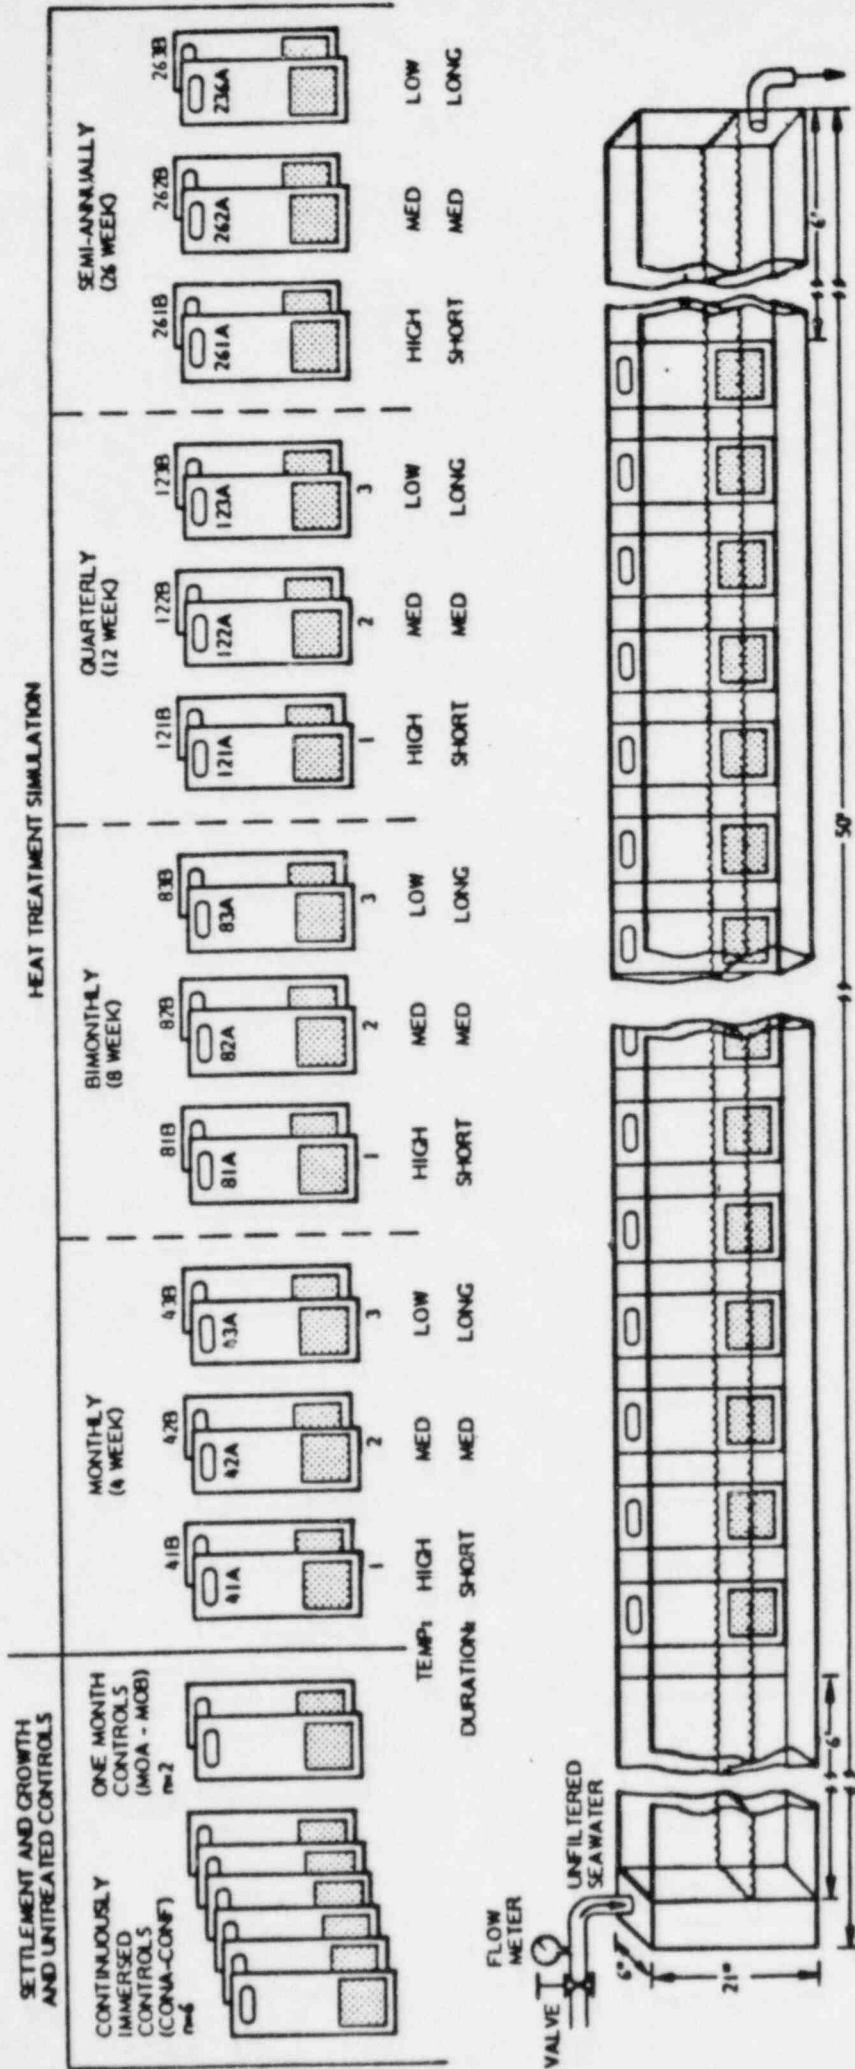 SETTLEMENT AND GROWTH
AND UNTREATED CONTROLS
HEAT TREATMENT SIMULATION
CONTINUOUSLY
IMMERSED
CONTROLS
(CONA-CONF)
n=6
ONE MONTH
CONTROLS
(MOA - MOB)
n=2
MONTHLY
(4 WEEK)
BIMONTHLY
(8 WEEK)
QUARTERLY
(12 WEEK)
SEMI-ANNUALLY
(26 WEEK)
41B 42B 43B 81B 82B 83B 121B 122B 123B 261B 262B 263B
41A 42A 43A 81A 82A 83A 121A 122A 123A 261A 262A 236A
1 2 3 1 2 3 1 2 3
TEMP: HIGH MED LOW HIGH MED LOW HIGH MED LOW HIGH MED LOW
DURATION: SHORT MED LONG SHORT MED LONG SHORT MED LONG SHORT MED LONG
FLOW
METER
VALVE
UNFILTERED
SEAWATER
6"
21"
6'
6'
50'